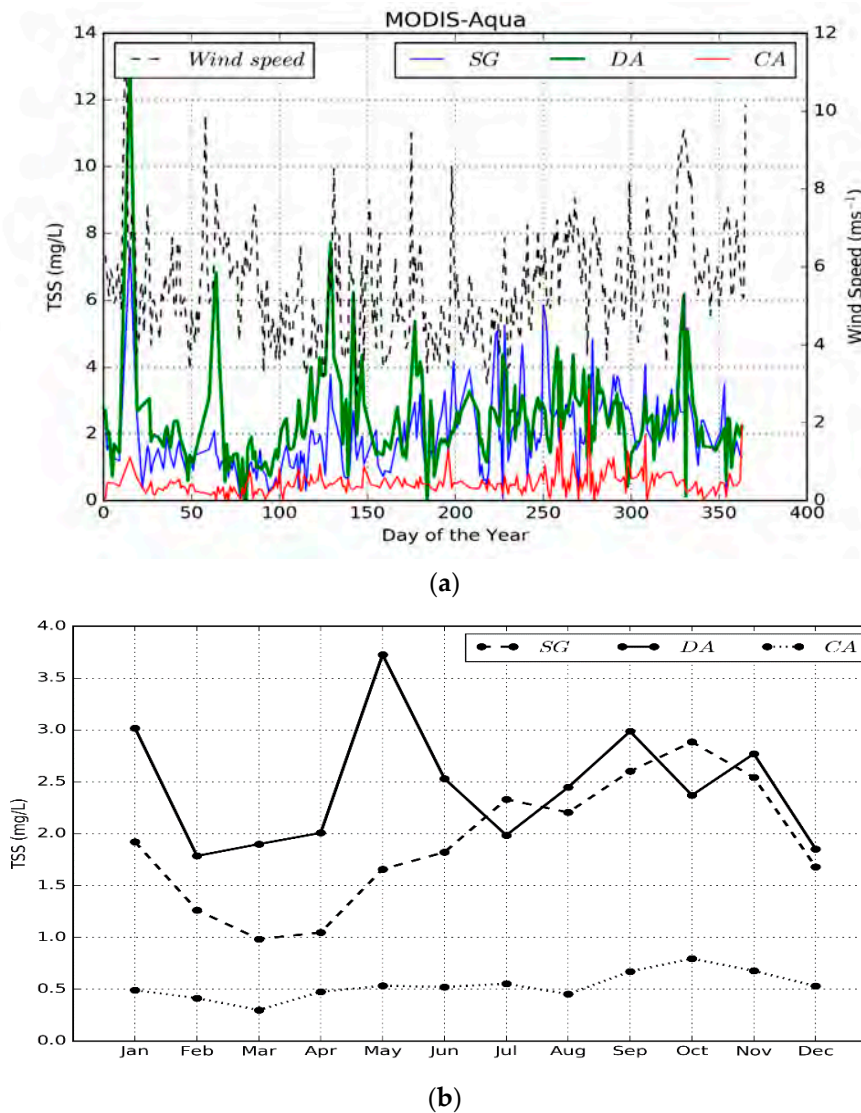 MODIS-Aqua
14
12
10
8
6
4
2
0
TSS (mg/L)
Wind speed
SG DA CA
12
10
8
6
4
2
0
Wind Speed (ms⁻¹)
0 50 100 150 200 250 300 350 400
Day of the Year
(a)
4.0
3.5
3.0
2.5
2.0
1.5
1.0
0.5
0.0
TSS (mg/L)
SG DA CA
Jan Feb Mar Apr May Jun Jul Aug Sep Oct Nov Dec
(b)